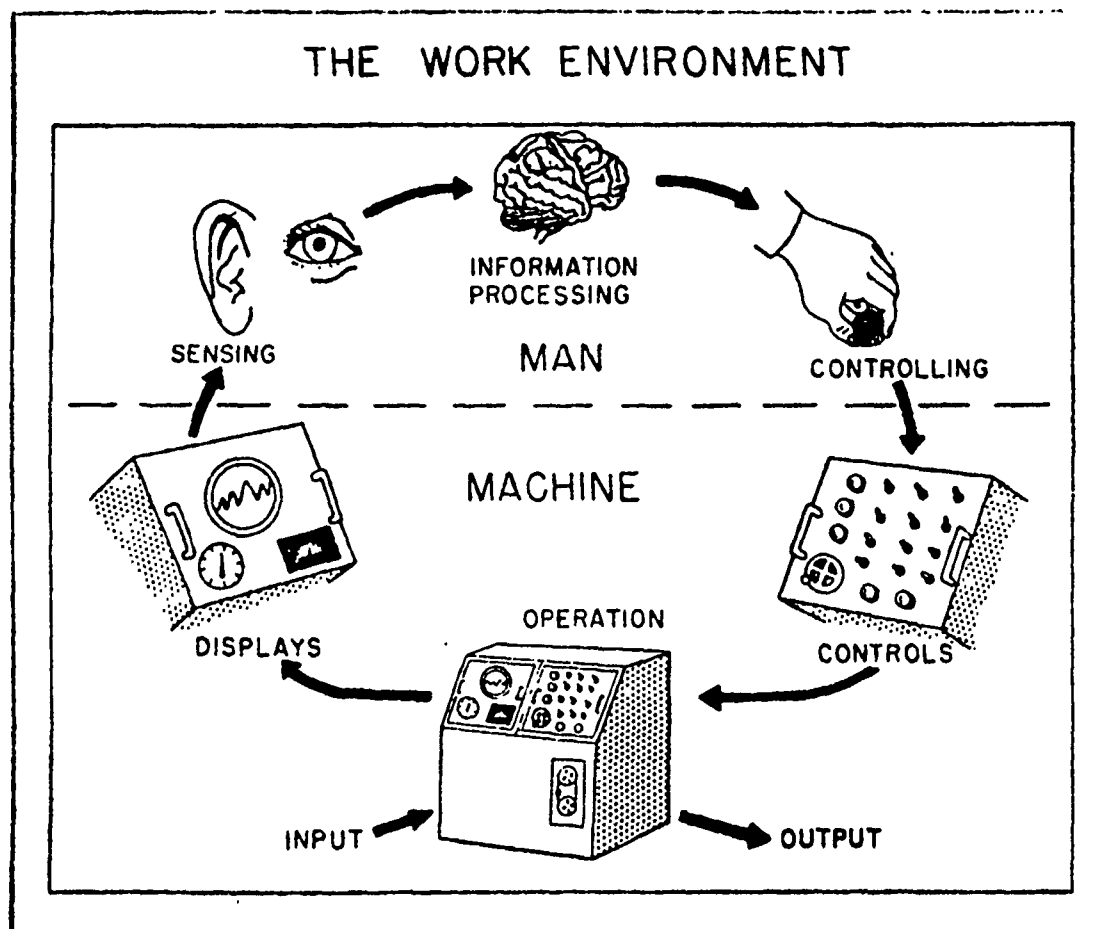 THE WORK ENVIRONMENT
INFORMATION
PROCESSING
SENSING
MAN
CONTROLLING
MACHINE
OPERATION
DISPLAYS
CONTROLS
INPUT
OUTPUT